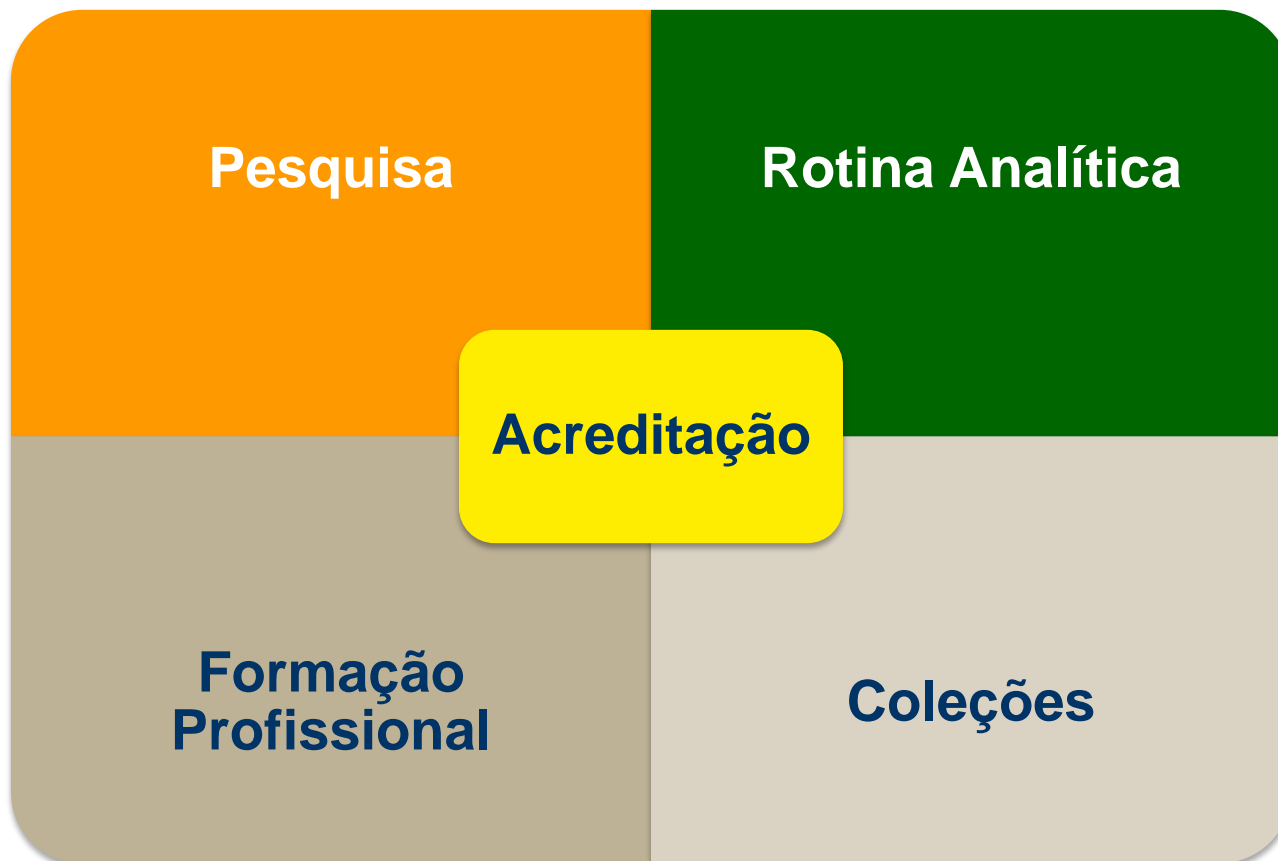 Pesquisa
Rotina Analítica
Acreditação
Formação
Profissional
Coleções